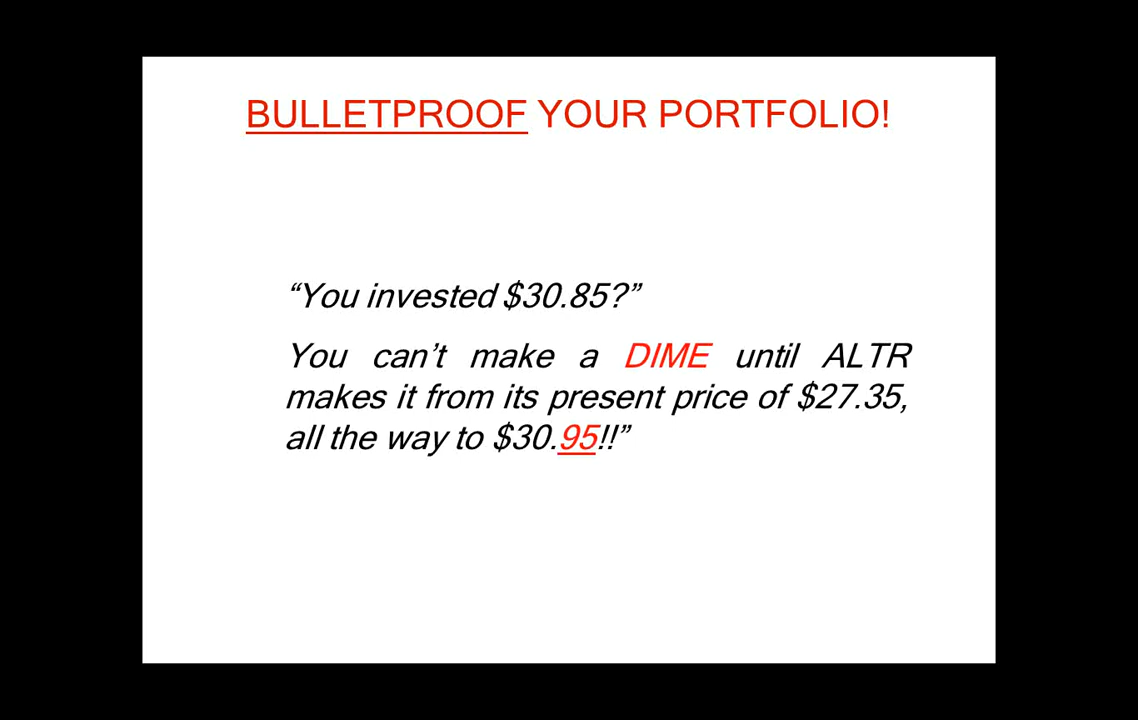 BULLETPROOF YOUR PORTFOLIO!
“You invested $30.85?”
You can’t make a DIME until ALTR
makes it from its present price of $27.35,
all the way to $30.95!!”